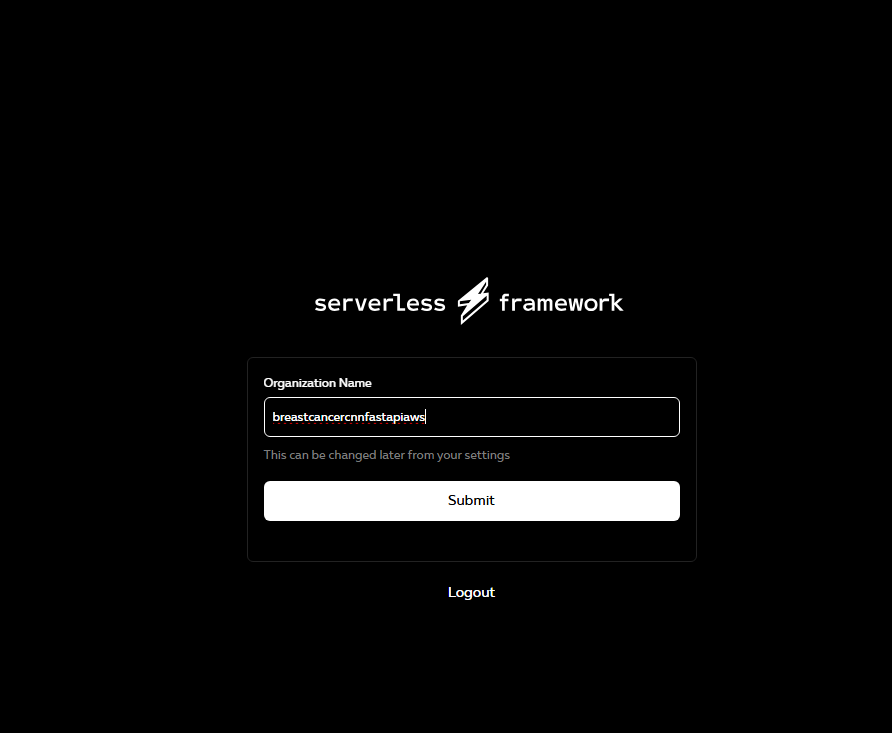 serverless framework
Organization Name
breastcancercnnfastapiaws
This can be changed later from your settings
Submit
Logout